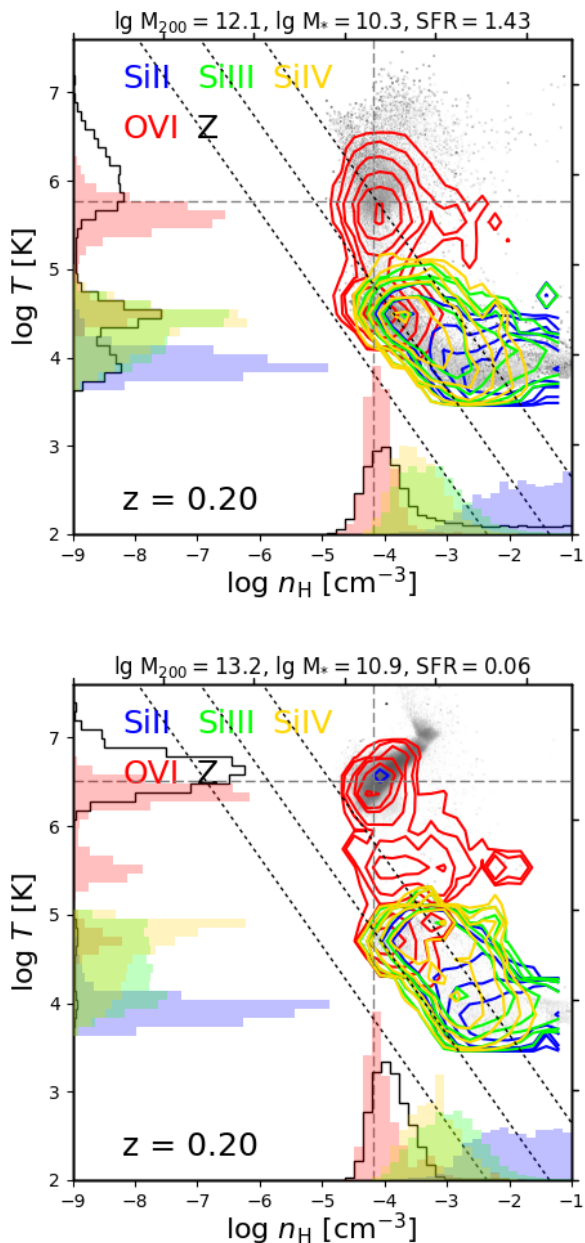 lg M₂₀₀ = 12.1, lg M* = 10.3, SFR = 1.43
SiII SiIII SiIV
OVI Z
7
6
5
4
3
2
log T [K]
z = 0.20
-9 -8 -7 -6 -5 -4 -3 -2 -1
log n_H [cm⁻³]
lg M₂₀₀ = 13.2, lg M* = 10.9, SFR = 0.06
SiII SiIII SiIV
OVI Z
7
6
5
4
3
2
log T [K]
z = 0.20
-9 -8 -7 -6 -5 -4 -3 -2 -1
log n_H [cm⁻³]